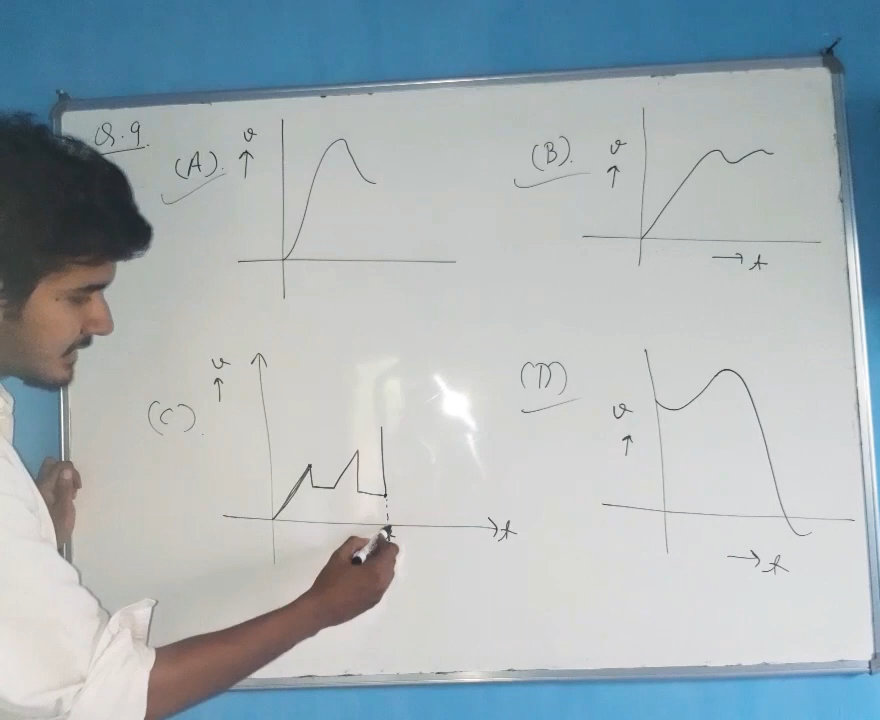 Q.9.
(A). v ↑
(B). v ↑
→ t
(C). v ↑
t
→ t
(D) v ↑
→ t